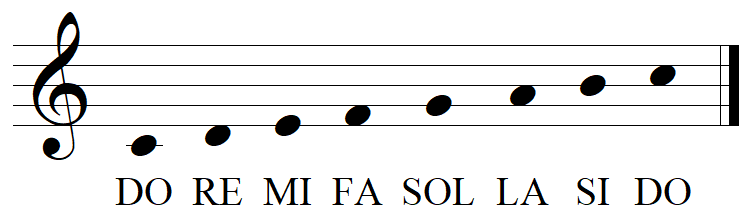 DO RE MI FA SOL LA SI DO